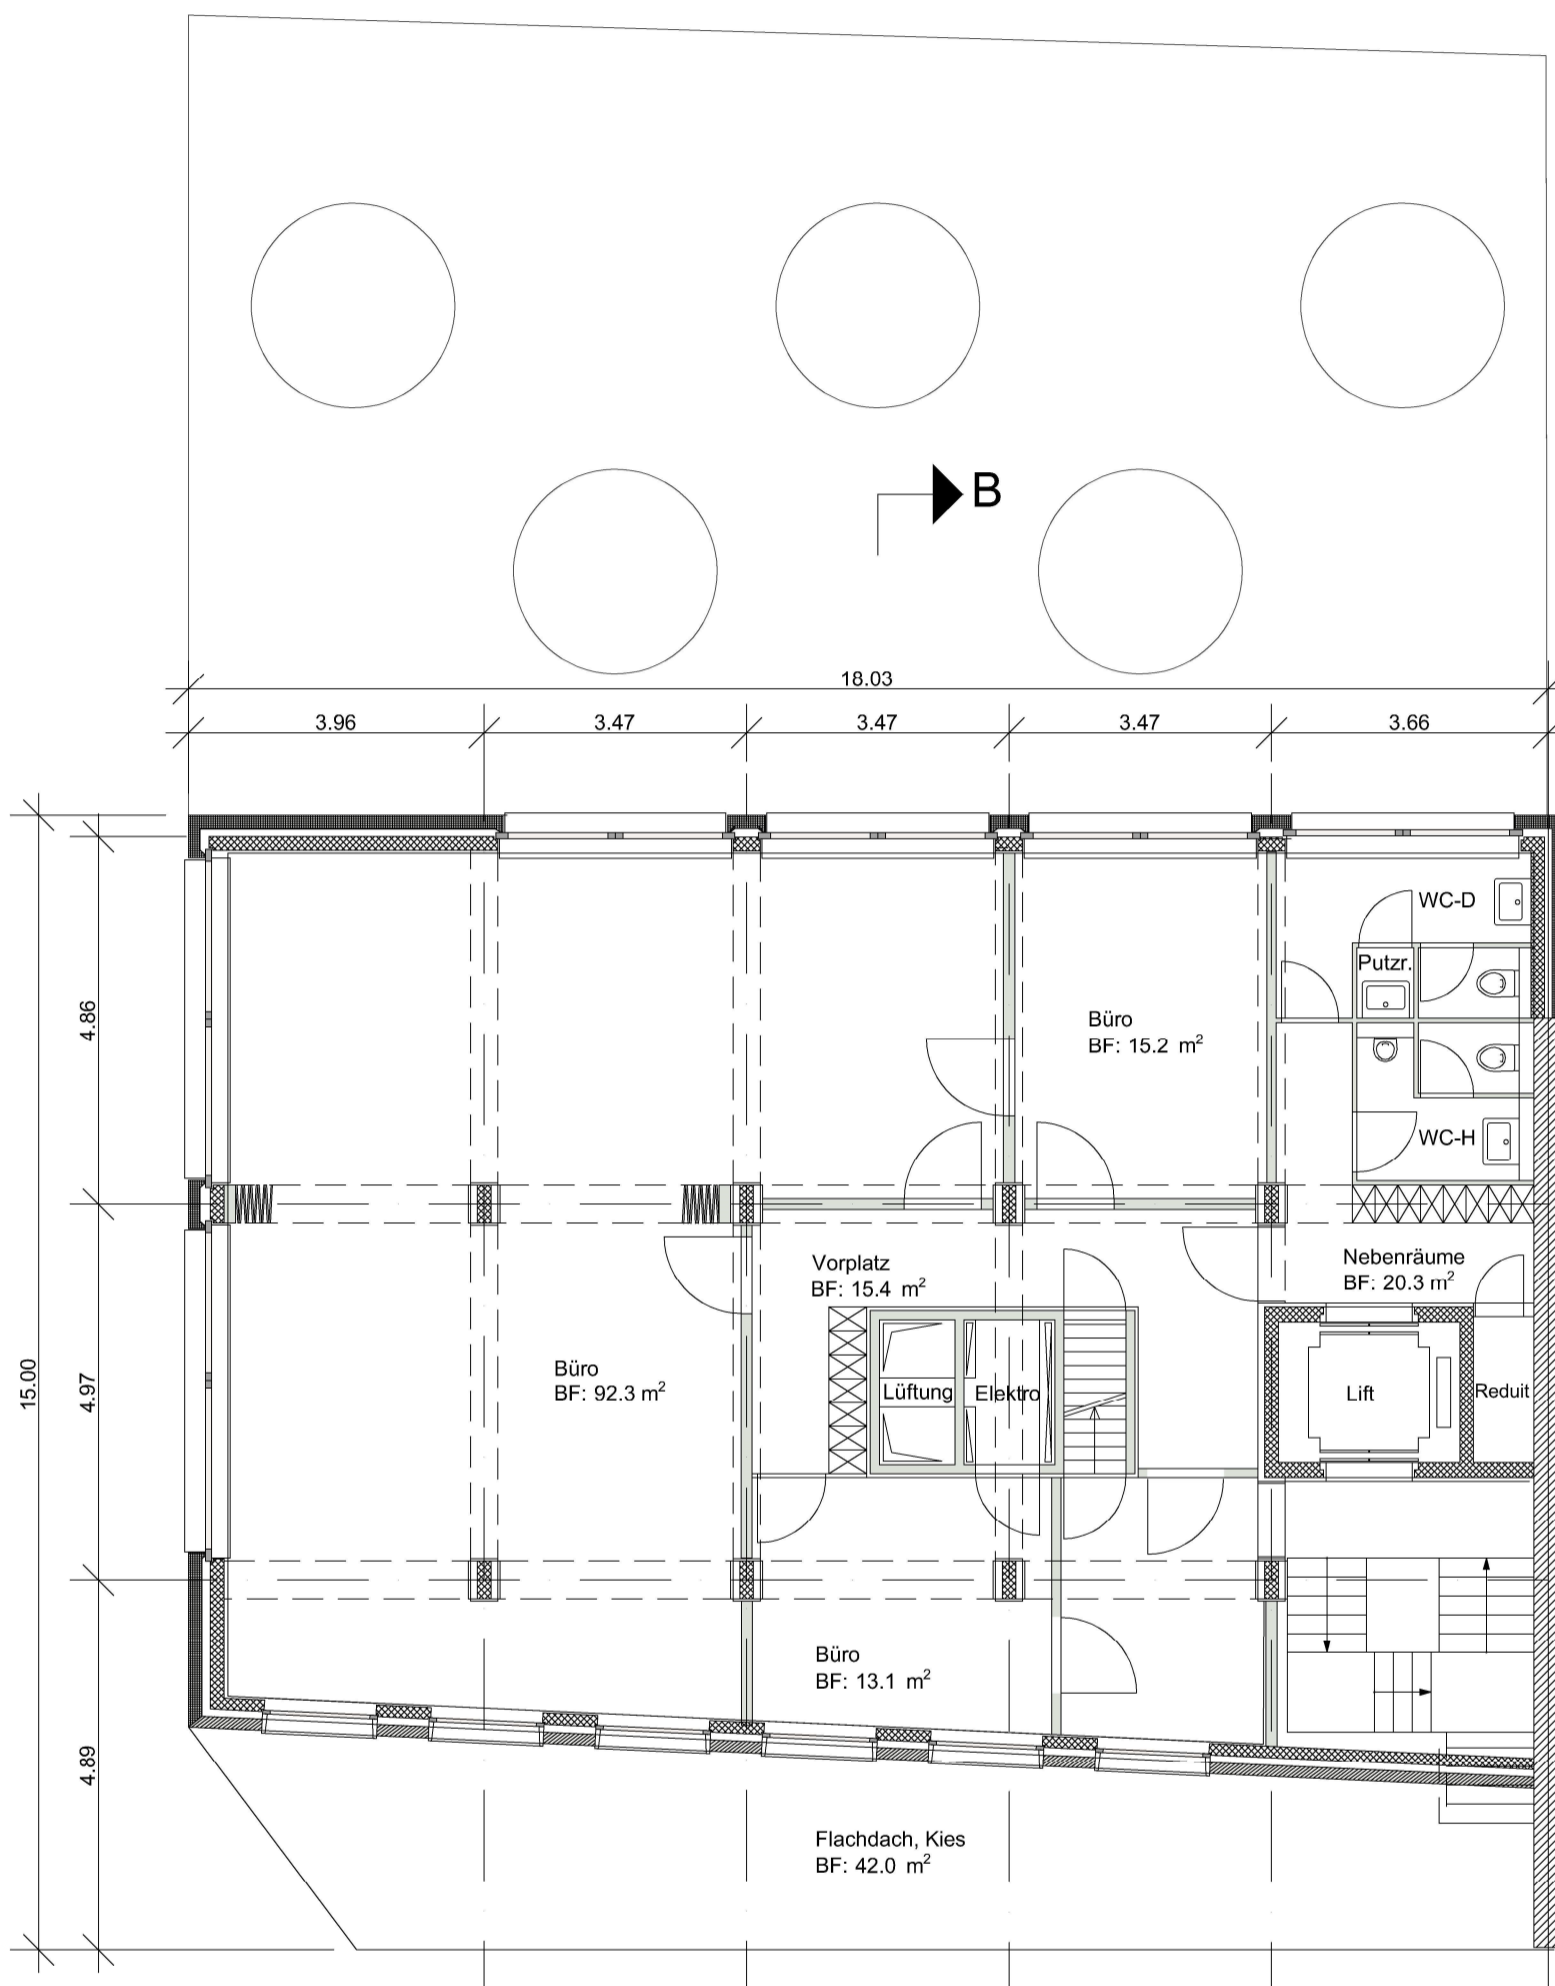 B
18.03
3.96
3.47
3.47
3.47
3.66
WC-D
Putzr.
4.86
Büro
BF: 15.2 m²
WC-H
Vorplatz
BF: 15.4 m²
Nebenräume
BF: 20.3 m²
15.00
4.97
Büro
BF: 92.3 m²
Lüftung
Elektro
Lift
Reduit
Büro
BF: 13.1 m²
4.89
Flachdach, Kies
BF: 42.0 m²